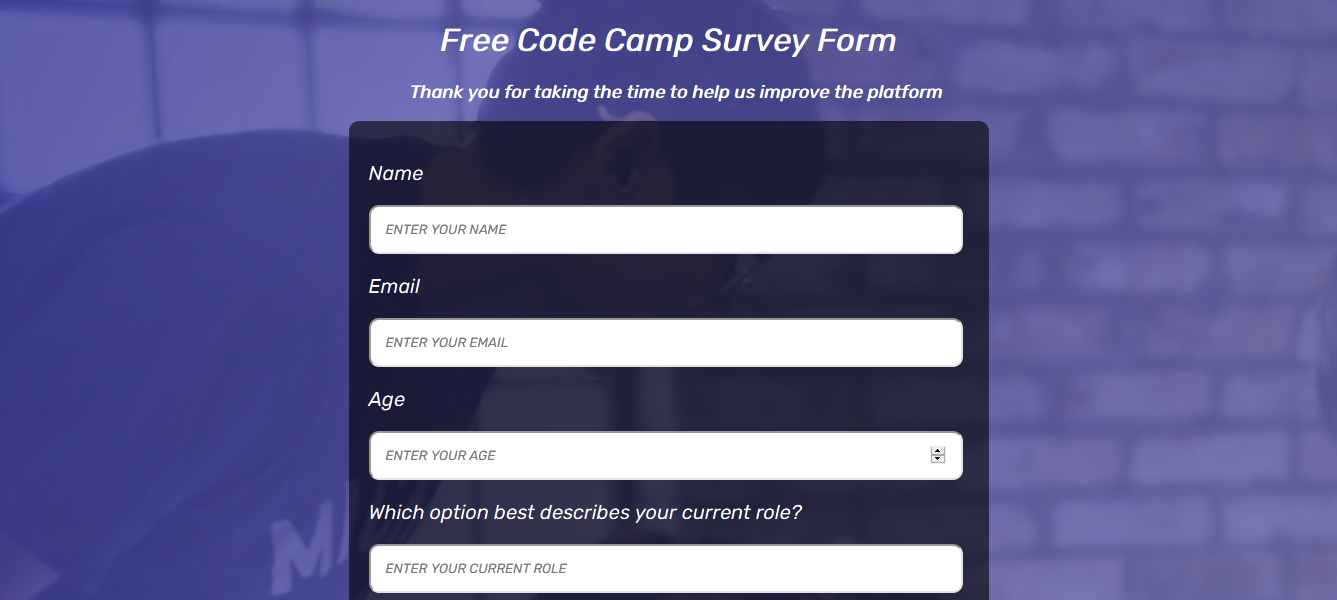 Free Code Camp Survey Form
Thank you for taking the time to help us improve the platform
Name
ENTER YOUR NAME
Email
ENTER YOUR EMAIL
Age
ENTER YOUR AGE
Which option best describes your current role?
ENTER YOUR CURRENT ROLE